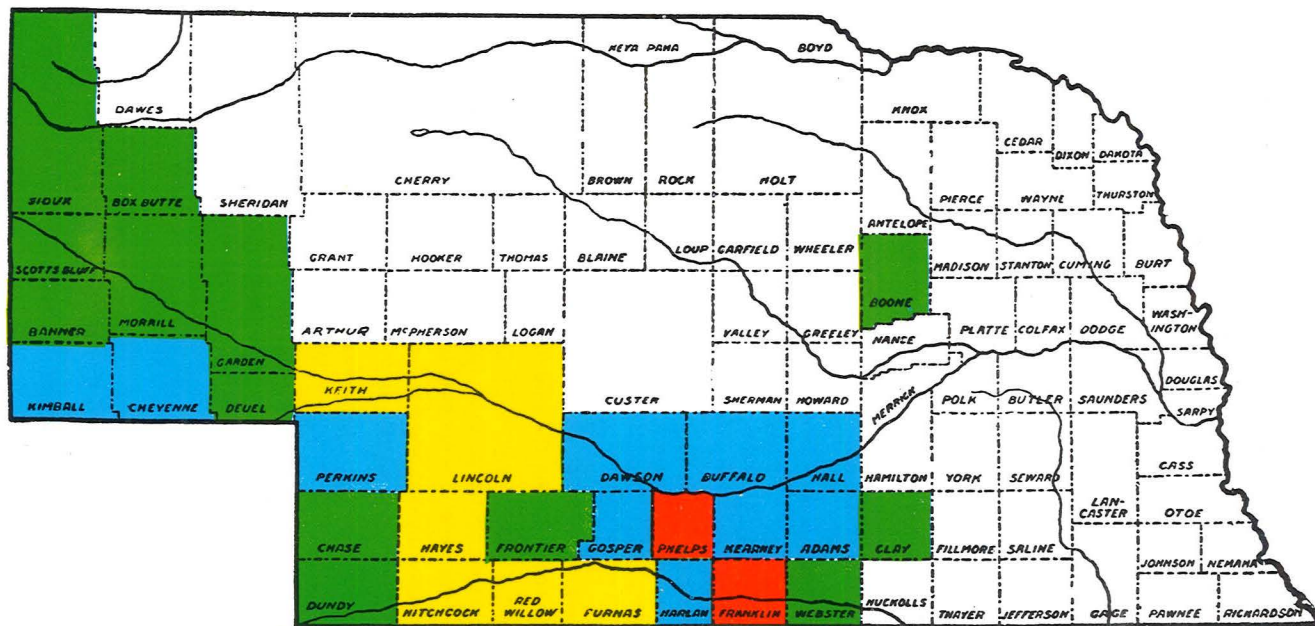 KEYA PAHA
BOYD
DAWES
KNOX
CEDAR
DIXON
DAKOTA
SIOUX
BOX BUTTE
SHERIDAN
CHERRY
BROWN
ROCK
HOLT
ANTELOPE
PIERCE
WAYNE
THURSTON
SCOTTS BLUFF
GRANT
HOOKER
THOMAS
BLAINE
LOUP
GARFIELD
WHEELER
BOONE
MADISON
STANTON
CUMING
BURT
BANNER
MORRILL
GARDEN
ARTHUR
McPHERSON
LOGAN
VALLEY
GREELEY
NANCE
PLATTE
COLFAX
DODGE
WASH-
INGTON
KIMBALL
CHEYENNE
DEUEL
KEITH
CUSTER
SHERMAN
HOWARD
MERRICK
POLK
BUTLER
SAUNDERS
DOUGLAS
SARPY
PERKINS
LINCOLN
DAWSON
BUFFALO
HALL
HAMILTON
YORK
SEWARD
LAN-
CASTER
CASS
OTOE
CHASE
HAYES
FRONTIER
GOSPER
PHELPS
KEARNEY
ADAMS
CLAY
FILLMORE
SALINE
JOHNSON
NEMAHA
DUNDY
HITCHCOCK
RED
WILLOW
FURNAS
HARLAN
FRANKLIN
WEBSTER
NUCKOLLS
THAYER
JEFFERSON
GAGE
PAWNEE
RICHARDSON